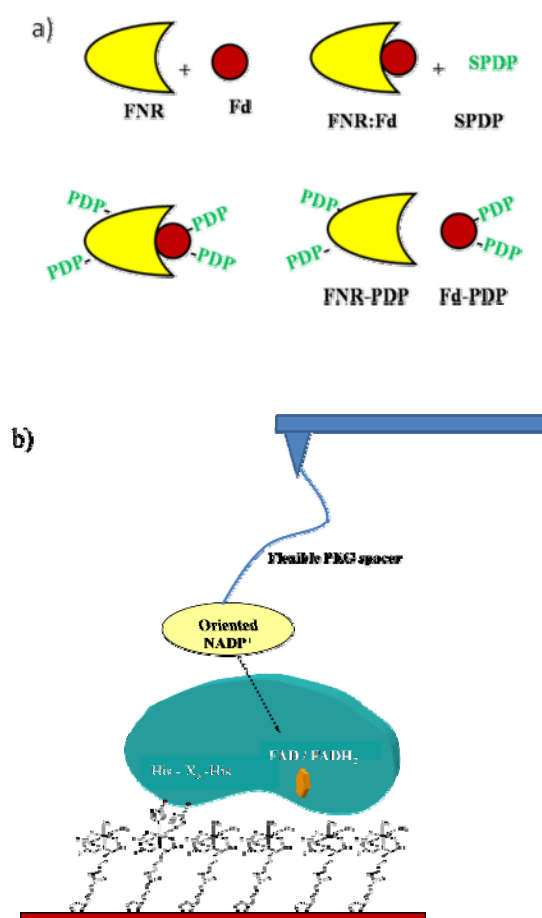 a)
+ + SPDP
FNR Fd FNR:Fd SPDP
PDP PDP PDP PDP
PDP PDP PDP PDP
FNR-PDP Fd-PDP
b)
Flexible PEG spacer
Oriented
NADP⁺
FAD / FADH₂
His - X₃ -His